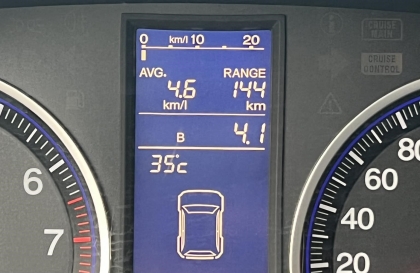 0 km/l 10 20
AVG. RANGE
4.6 144
km/l km
B 4.1
35°c
CRUISE
MAIN
CRUISE
CONTROL
6
7
80
60
40
20